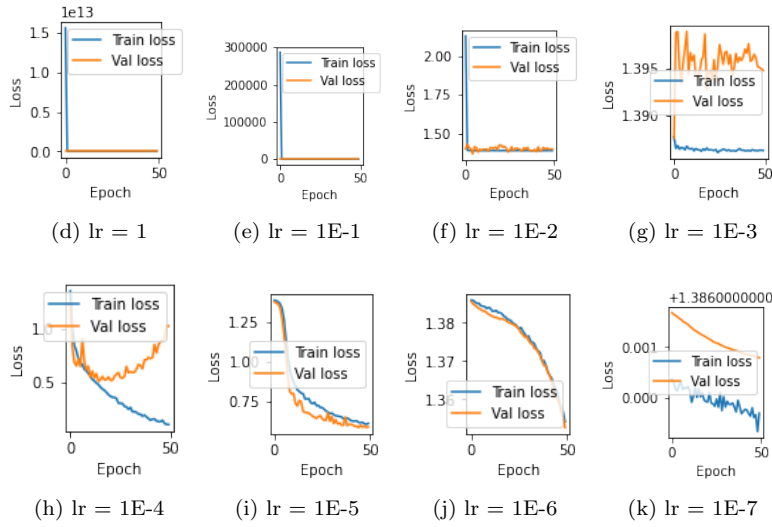 1e13
1.5
1.0
0.5
0.0
Loss
Train loss
Val loss
0
50
Epoch
(d) lr = 1
300000
200000
100000
0
Loss
Train loss
Val loss
0
50
Epoch
(e) lr = 1E-1
2.00
1.75
1.50
Loss
Train loss
Val loss
0
50
Epoch
(f) lr = 1E-2
1.395
1.390
Loss
Train loss
Val loss
0
50
Epoch
(g) lr = 1E-3
1.0
0.5
Loss
Train loss
Val loss
0
50
Epoch
(h) lr = 1E-4
1.25
1.00
0.75
Loss
Train loss
Val loss
0
50
Epoch
(i) lr = 1E-5
1.38
1.37
1.36
Loss
Train loss
Val loss
0
50
Epoch
(j) lr = 1E-6
+1.3860000000
0.001
0.000
Loss
Train loss
Val loss
0
50
Epoch
(k) lr = 1E-7